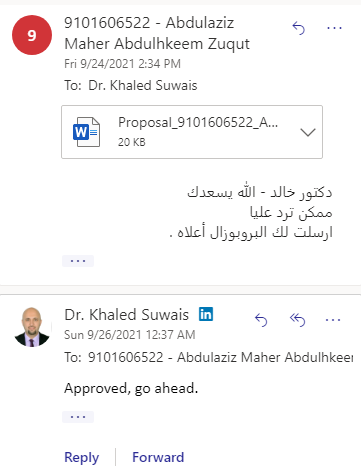 9
9101606522 - Abdulaziz
Maher Abdulhkeem Zuqut
Fri 9/24/2021 2:34 PM
To: Dr. Khaled Suwais
Proposal_9101606522_A...
20 KB
دكتور خالد - الله يسعدك
ممكن ترد عليا
ارسلت لك البروبوزال أعلاه .
Dr. Khaled Suwais in
Sun 9/26/2021 12:37 AM
To: 9101606522 - Abdulaziz Maher Abdulhkeem
Approved, go ahead.
Reply Forward